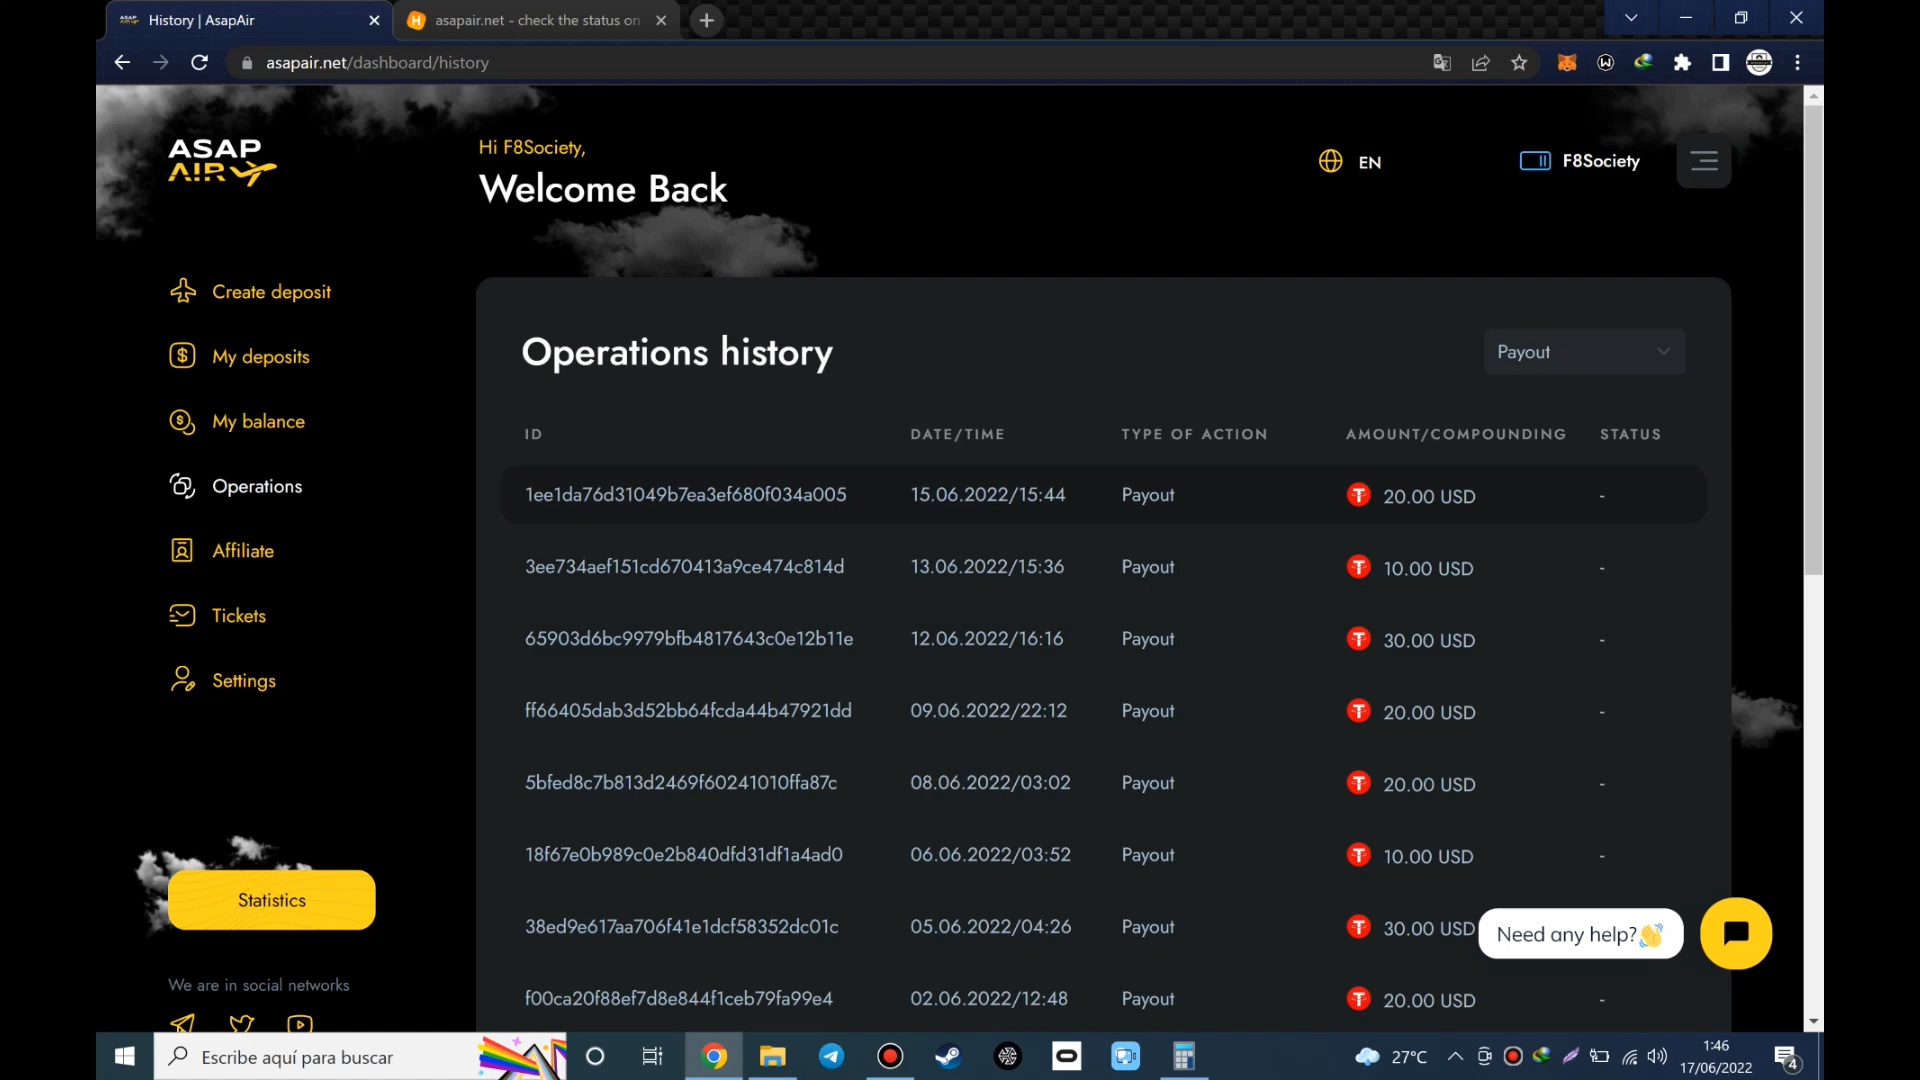 History | AsapAir
asapair.net - check the status on
asapair.net/dashboard/history
ASAP
AIR
Hi F8Society,
Welcome Back
EN
F8Society
Create deposit
My deposits
My balance
Operations
Affiliate
Tickets
Settings
Statistics
We are in social networks
Operations history
Payout
ID DATE/TIME TYPE OF ACTION AMOUNT/COMPOUNDING STATUS
1ee1da76d31049b7ea3ef680f034a005 15.06.2022/15:44 Payout 20.00 USD -
3ee734aef151cd670413a9ce474c814d 13.06.2022/15:36 Payout 10.00 USD -
65903d6bc9979bfb4817643c0e12b11e 12.06.2022/16:16 Payout 30.00 USD -
ff66405dab3d52bb64fcda44b47921dd 09.06.2022/22:12 Payout 20.00 USD -
5bfed8c7b813d2469f60241010ffa87c 08.06.2022/03:02 Payout 20.00 USD -
18f67e0b989c0e2b840dfd31df1a4ad0 06.06.2022/03:52 Payout 10.00 USD -
38ed9e617aa706f41e1dcf58352dc01c 05.06.2022/04:26 Payout 30.00 USD
f00ca20f88ef7d8e844f1ceb79fa99e4 02.06.2022/12:48 Payout 20.00 USD -
Need any help?
Escribe aquí para buscar
27°C
1:46
17/06/2022
4